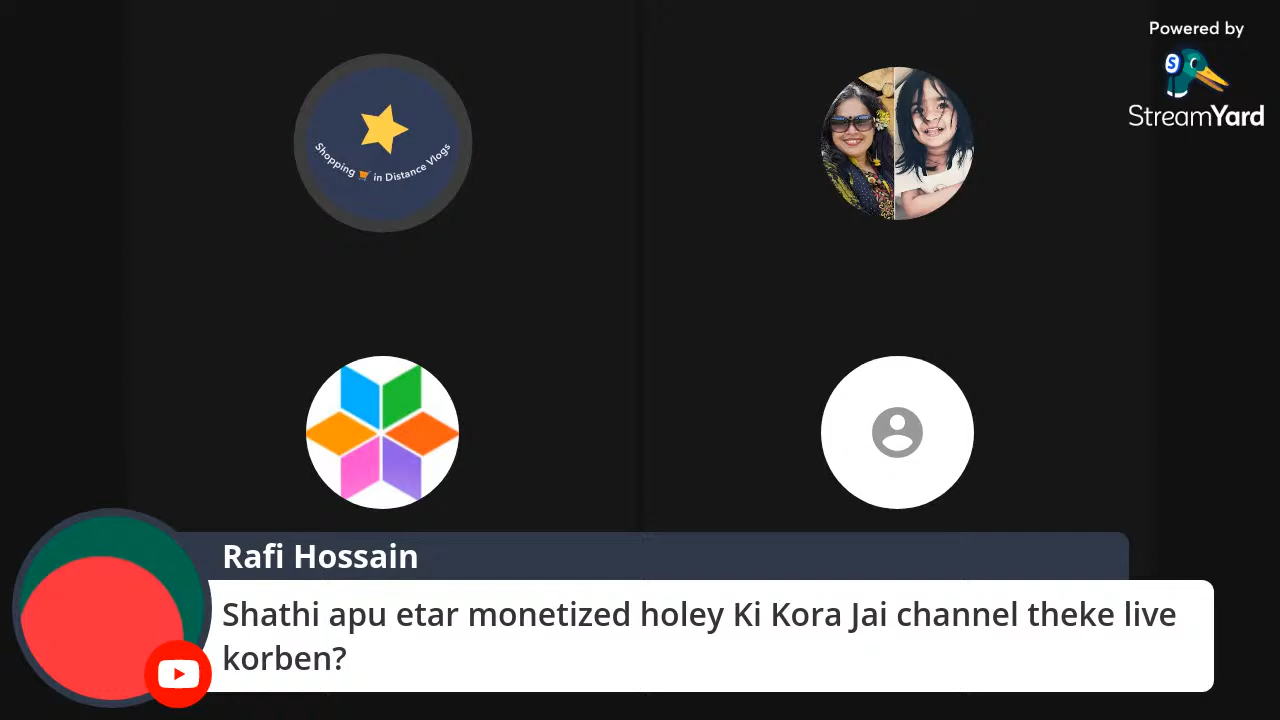 Powered by
StreamYard
Shopping 🛒 in Distance Vlogs
Rafi Hossain
Shathi apu etar monetized holey Ki Kora Jai channel theke live
korben?